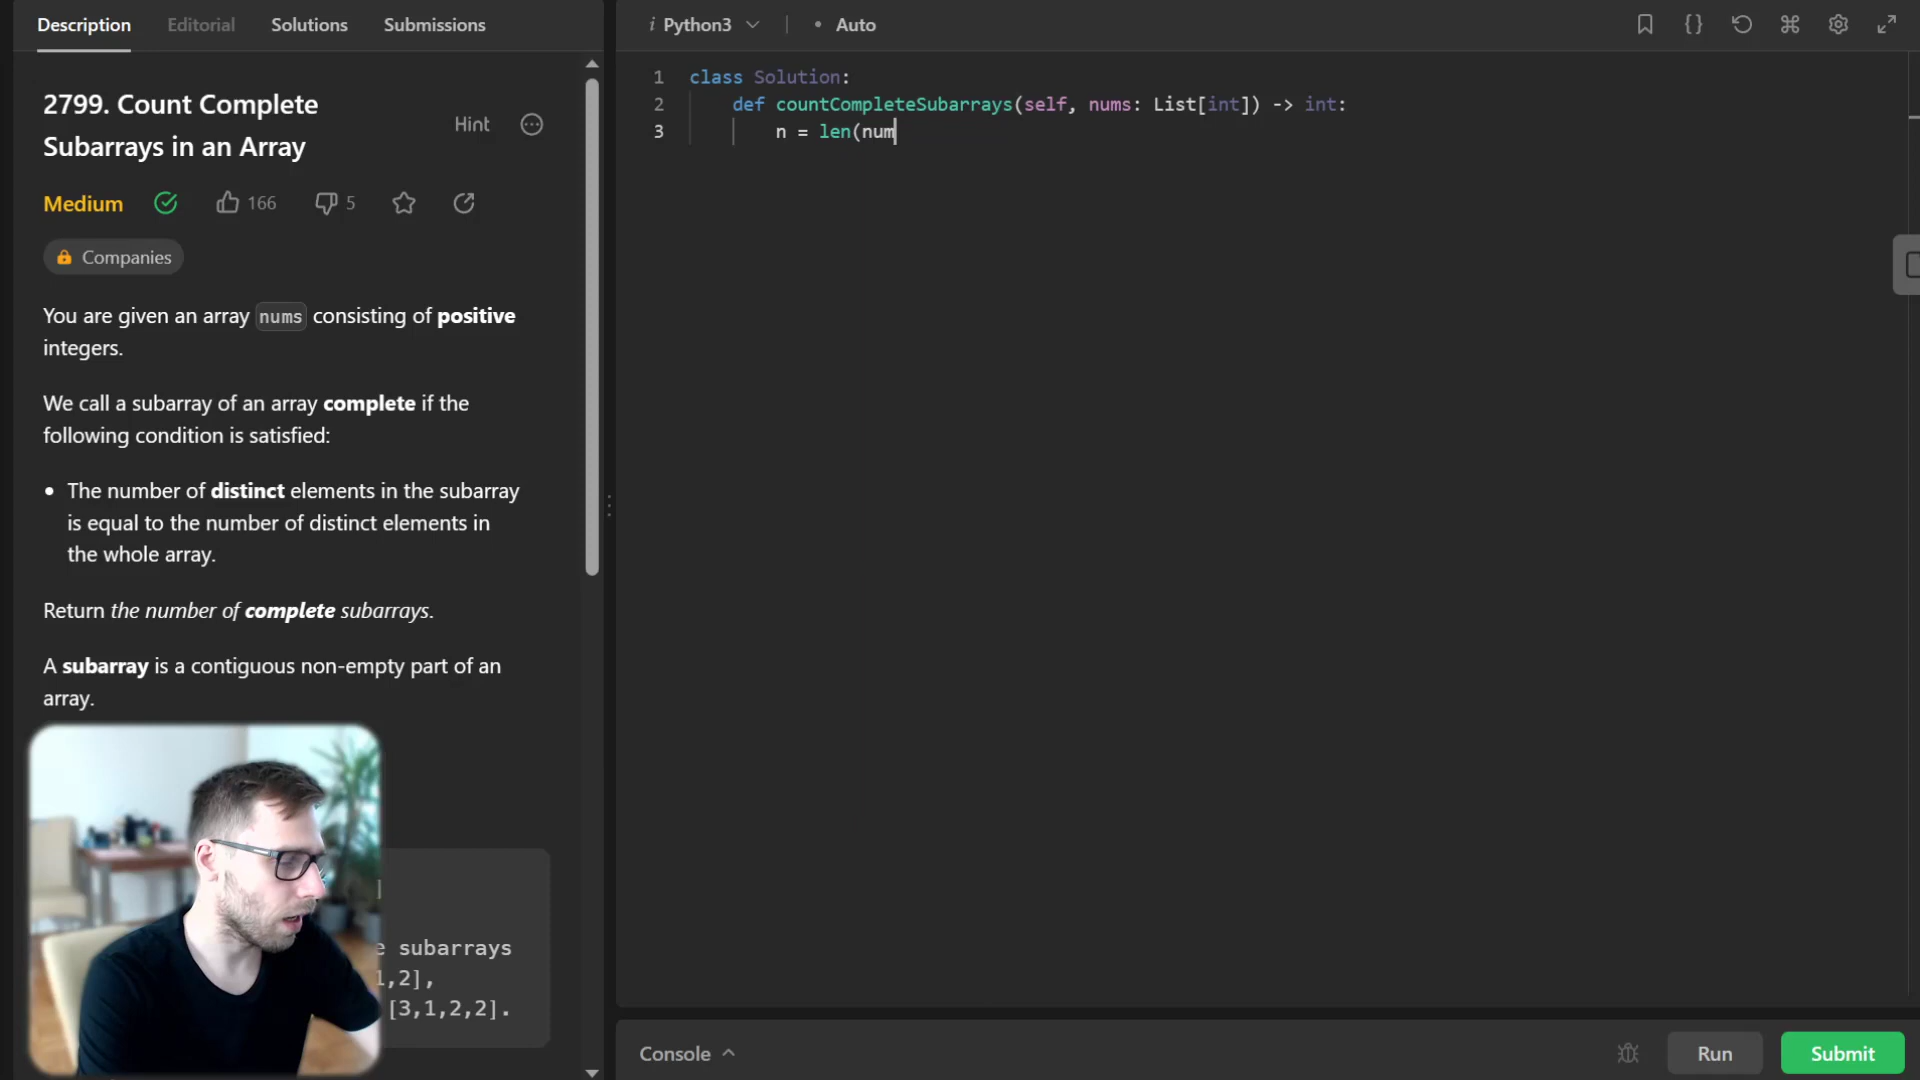 Description
Editorial
Solutions
Submissions
2799. Count Complete
Subarrays in an Array
Hint
Medium
166
5
Companies
You are given an array nums consisting of positive
integers.
We call a subarray of an array complete if the
following condition is satisfied:
• The number of distinct elements in the subarray
is equal to the number of distinct elements in
the whole array.
Return the number of complete subarrays.
A subarray is a contiguous non-empty part of an
array.
]
e subarrays
1,2],
[3,1,2,2].
i Python3
• Auto
1 class Solution:
2 def countCompleteSubarrays(self, nums: List[int]) -> int:
3 n = len(num
Console
Run
Submit